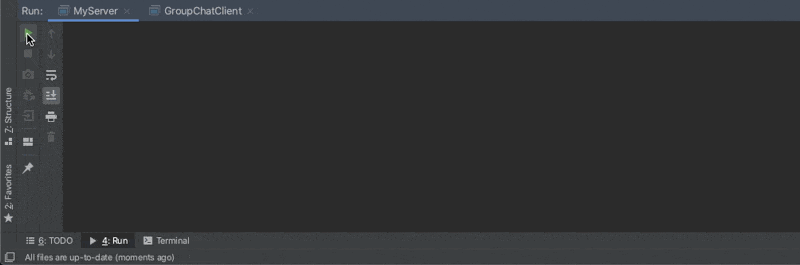 Run: MyServer × GroupChatClient ×
Z: Structure
2: Favorites
6: TODO 4: Run Terminal
All files are up-to-date (moments ago)